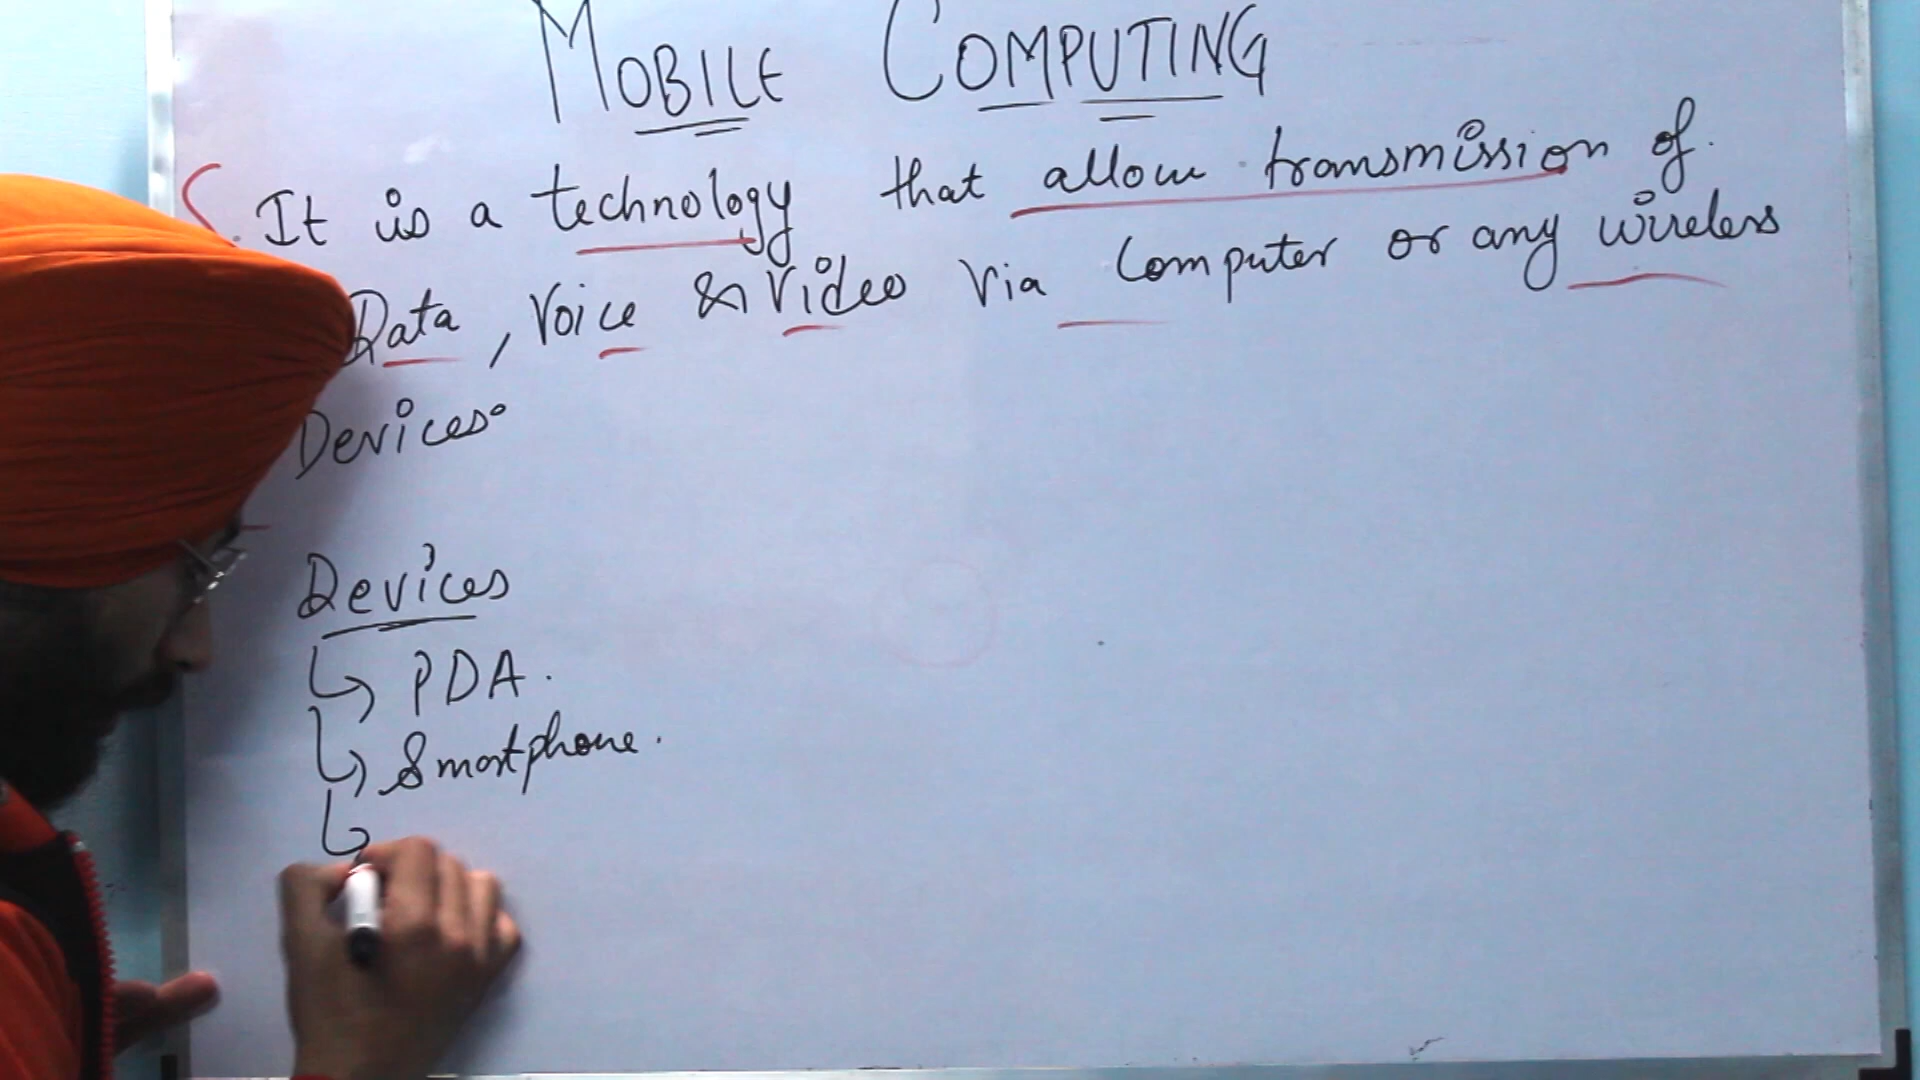 MOBILE COMPUTING
It is a technology that allow transmission of.
Data, Voice & Video Via Computer or any wireless
Devices.
Devices
↳ PDA.
↳ Smartphone.
↳